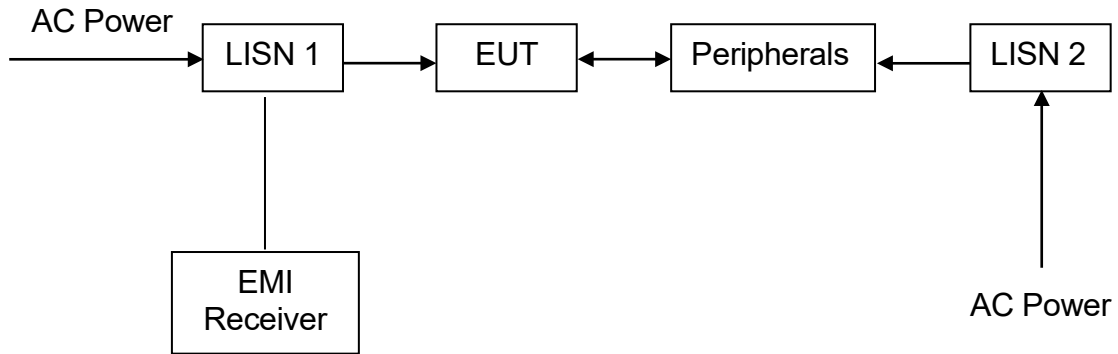 AC Power
LISN 1
EUT
Peripherals
LISN 2
EMI
Receiver
AC Power